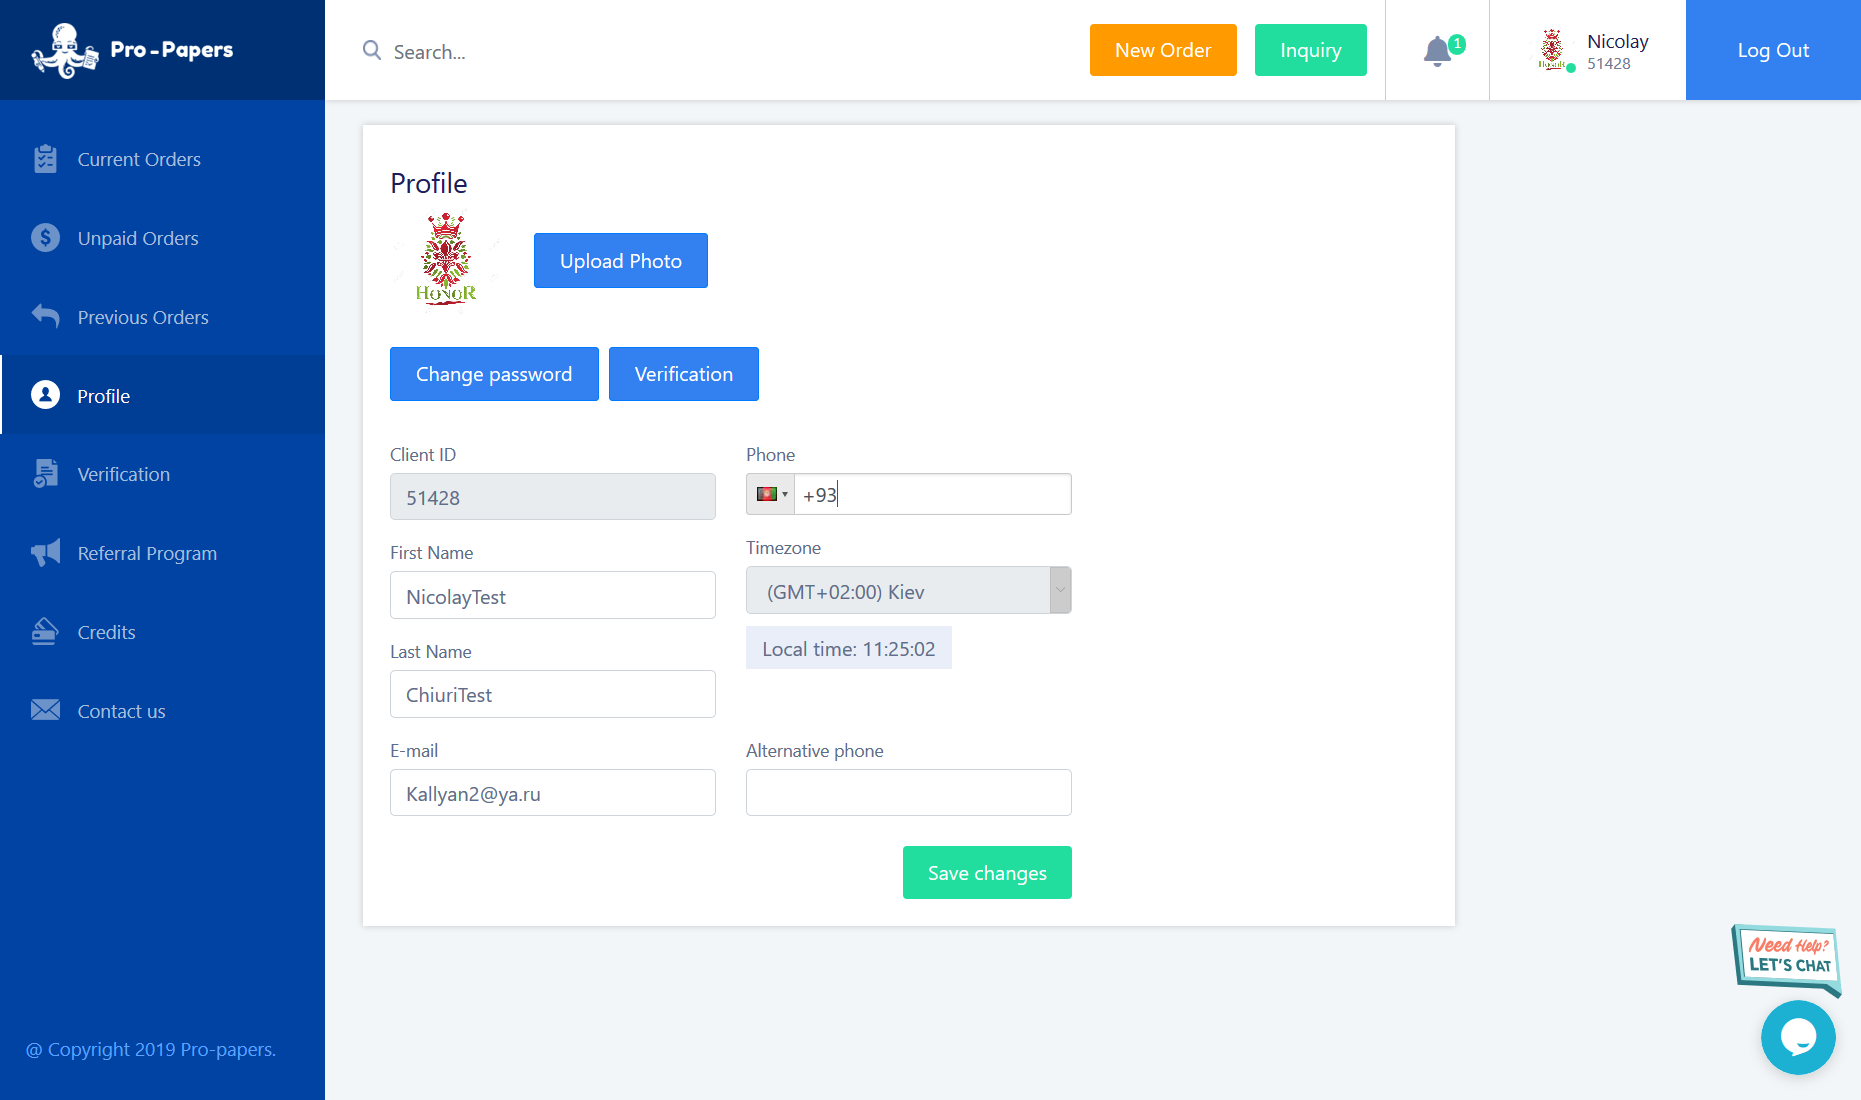 Pro-Papers
Search...
New Order
Inquiry
1
Nicolay
51428
Log Out
Current Orders
Unpaid Orders
Previous Orders
Profile
Verification
Referral Program
Credits
Contact us
@ Copyright 2019 Pro-papers.
Profile
HONOR
Upload Photo
Change password
Verification
Client ID
51428
Phone
+93
First Name
NicolayTest
Timezone
(GMT+02:00) Kiev
Local time: 11:25:02
Last Name
ChiuriTest
E-mail
Kallyan2@ya.ru
Alternative phone
Save changes
Need Help?
LET'S CHAT